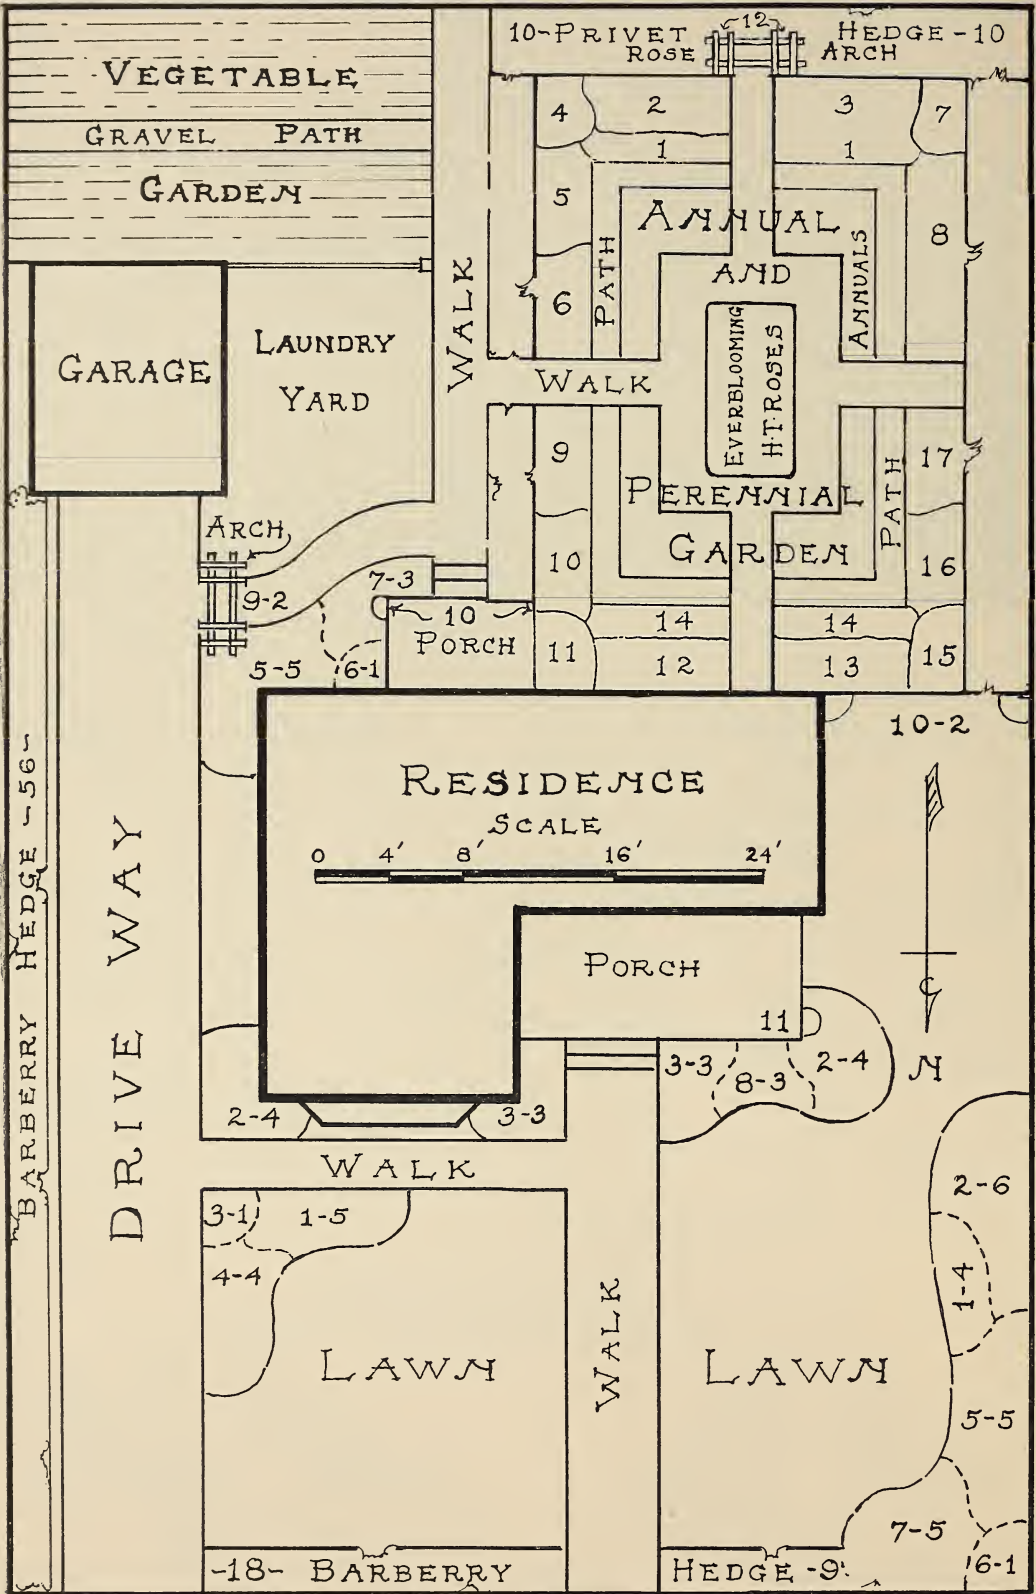 10-PRIVET
12
HEDGE-10
ROSE
ARCH
VEGETABLE
GRAVEL PATH
GARDEN
4
2
3
7
1
1
5
ANNUAL
8
AND
WALK
PATH
ANNUALS
6
EVERBLOOMING
H.T. ROSES
GARAGE
LAUNDRY
YARD
WALK
9
17
PERENNIAL
PATH
GARDEN
10
16
ARCH
9-2
7-3
10
PORCH
14
14
11
12
13
15
5-5
6-1
10-2
RESIDENCE
SCALE
0 4' 8' 16' 24'
BARBERRY HEDGE -56-
DRIVE WAY
PORCH
11
3-3
8-3
2-4
N
2-4
3-3
WALK
2-6
3-1
1-5
4-4
1-4
LAWN
WALK
LAWN
5-5
7-5
6-1
-18- BARBERRY
HEDGE -9-